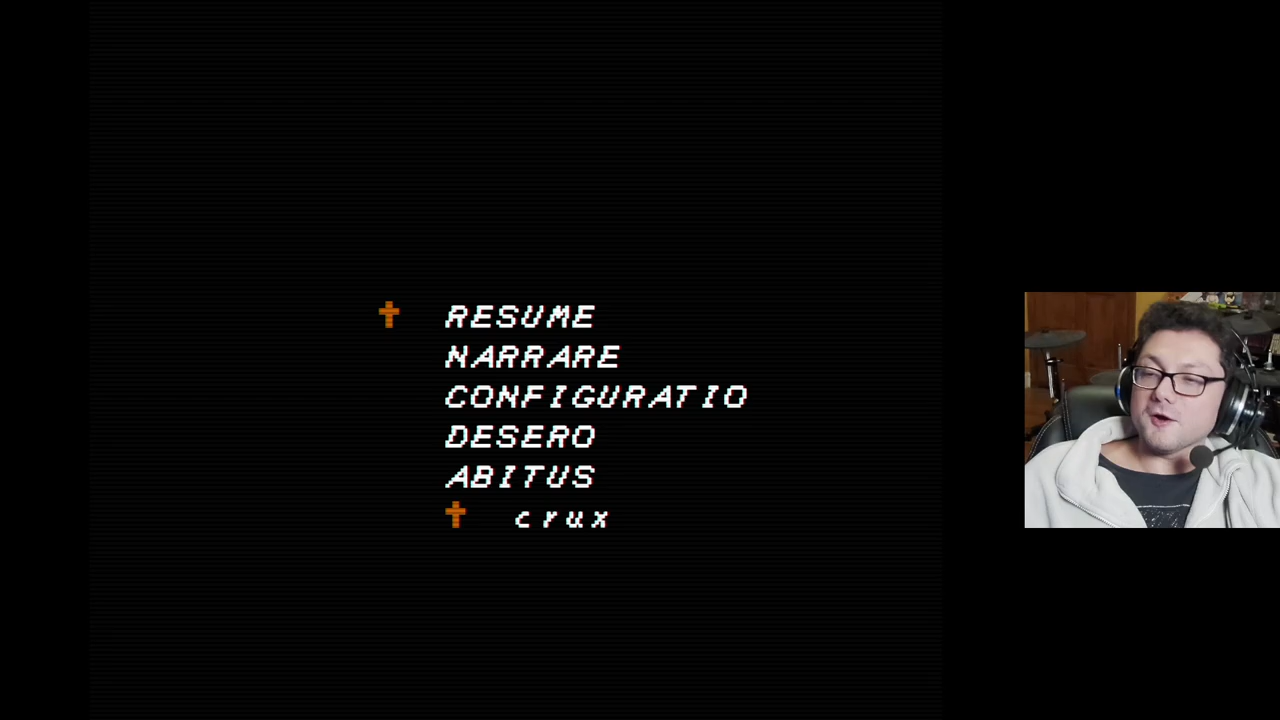 RESUME
NARRARE
CONFIGURATIO
DESERO
ABITUS
crux